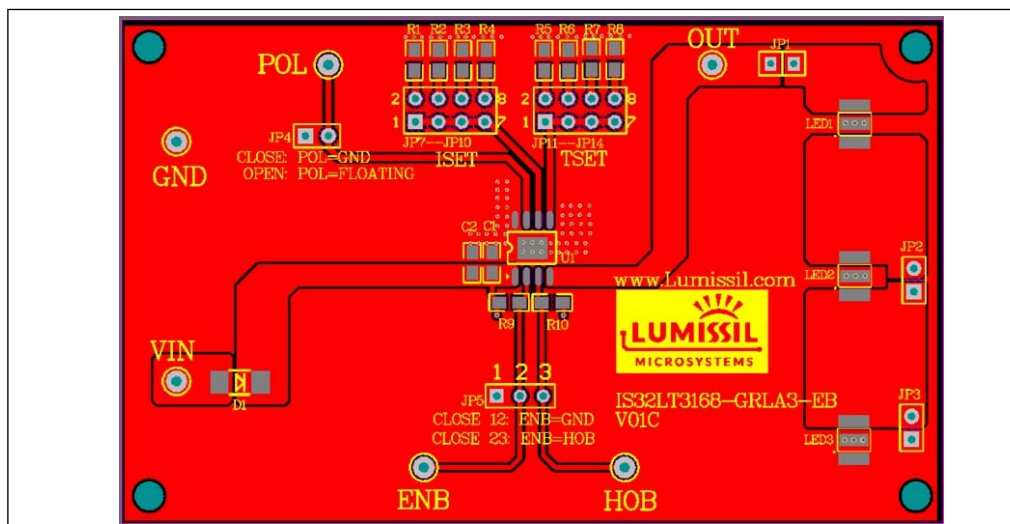 R1 R2 R3 R4 R5 R6 R7 R8
OUT
JP1
POL
2 8 2 8
1 7 1 7
LED1
JP4
JP7--JP10 JP11--JP14
ISET TSET
CLOSE: POL=GND
OPEN: POL=FLOATING
GND
C2 C1
U1
JP2
LED2
www.Lumissil.com
R9 R10
LUMISSIL
MICROSYSTEMS
VIN
D1
1 2 3
JP5
IS32LT3168-GRLA3-EB
V01C
JP3
CLOSE 12: ENB=GND
CLOSE 23: ENB=HOB
LED3
ENB HOB